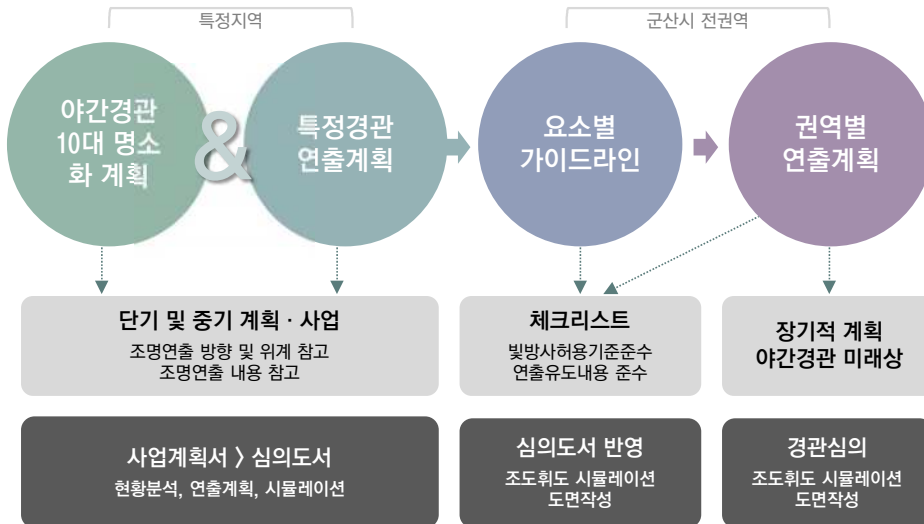 특정지역
군산시 전권역
야간경관
10대 명소
화 계획
&
특정경관
연출계획
요소별
가이드라인
권역별
연출계획
단기 및 중기 계획 · 사업
조명연출 방향 및 위계 참고
조명연출 내용 참고
체크리스트
빛방사허용기준준수
연출유도내용 준수
장기적 계획
야간경관 미래상
사업계획서 〉 심의도서
현황분석, 연출계획, 시뮬레이션
심의도서 반영
조도휘도 시뮬레이션
도면작성
경관심의
조도휘도 시뮬레이션
도면작성